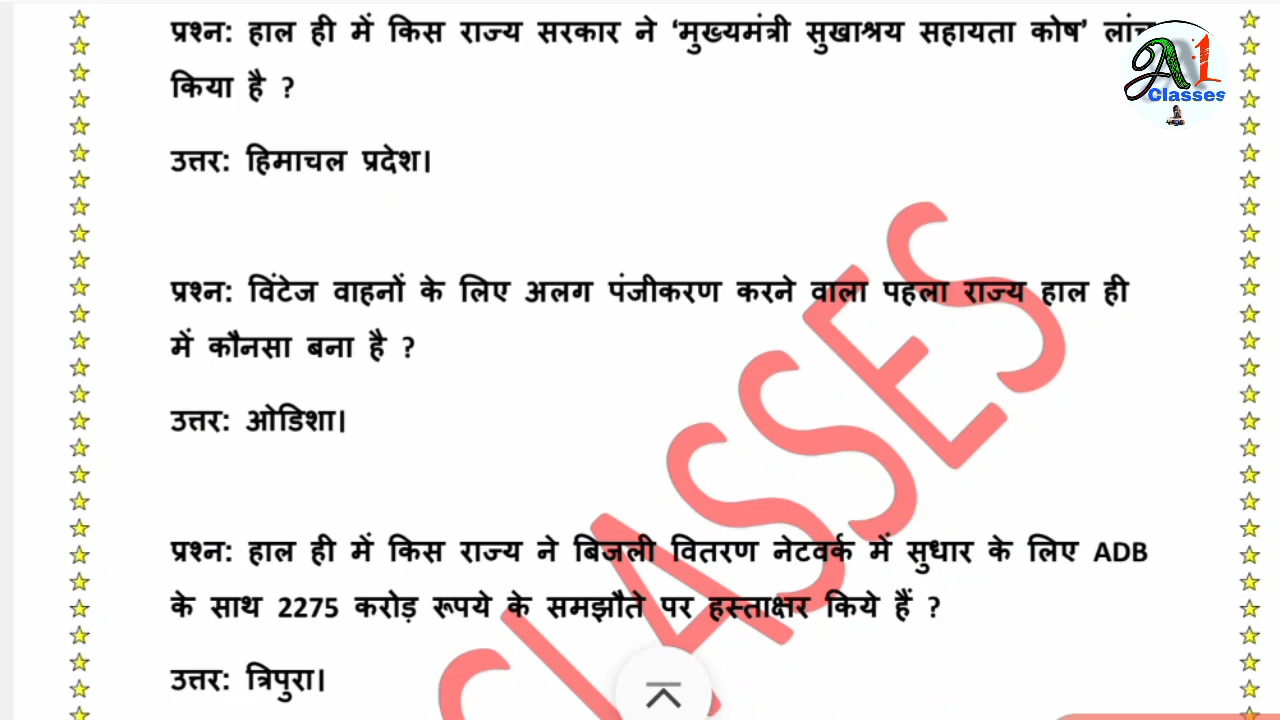 प्रश्न: हाल ही में किस राज्य सरकार ने ‘मुख्यमंत्री सुखाश्रय सहायता कोष’ लांच
किया है ?
A1
Classes
उत्तर: हिमाचल प्रदेश।
प्रश्न: विंटेज वाहनों के लिए अलग पंजीकरण करने वाला पहला राज्य हाल ही
में कौनसा बना है ?
उत्तर: ओडिशा।
प्रश्न: हाल ही में किस राज्य ने बिजली वितरण नेटवर्क में सुधार के लिए ADB
के साथ 2275 करोड़ रूपये के समझौते पर हस्ताक्षर किये हैं ?
उत्तर: त्रिपुरा।
CLASSES